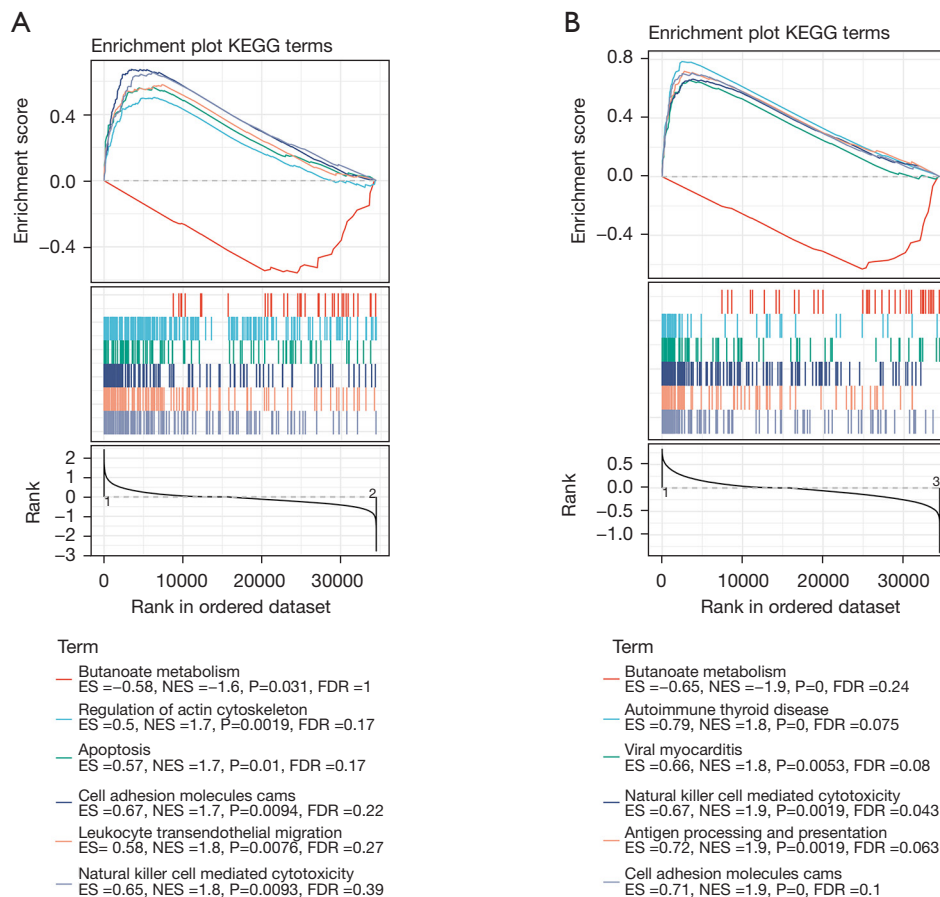 A
Enrichment plot KEGG terms
Enrichment score
0.4
0.0
−0.4
Rank
2
1
0
−1
−2
−3
1
2
0
10000
20000
30000
Rank in ordered dataset
Term
Butanoate metabolism
ES =−0.58, NES =−1.6, P=0.031, FDR =1
Regulation of actin cytoskeleton
ES =0.5, NES =1.7, P=0.0019, FDR =0.17
Apoptosis
ES =0.57, NES =1.7, P=0.01, FDR =0.17
Cell adhesion molecules cams
ES =0.67, NES =1.7, P=0.0094, FDR =0.22
Leukocyte transendothelial migration
ES= 0.58, NES =1.8, P=0.0076, FDR =0.27
Natural killer cell mediated cytotoxicity
ES =0.65, NES =1.8, P=0.0093, FDR =0.39
B
Enrichment plot KEGG terms
Enrichment score
0.8
0.4
0.0
−0.4
Rank
0.5
0.0
−0.5
−1.0
1
3
0
10000
20000
30000
Rank in ordered dataset
Term
Butanoate metabolism
ES =−0.65, NES =−1.9, P=0, FDR =0.24
Autoimmune thyroid disease
ES =0.79, NES =1.8, P=0, FDR =0.075
Viral myocarditis
ES =0.66, NES =1.8, P=0.0053, FDR =0.08
Natural killer cell mediated cytotoxicity
ES =0.67, NES =1.9, P=0.0019, FDR =0.043
Antigen processing and presentation
ES =0.72, NES =1.9, P=0.0019, FDR =0.063
Cell adhesion molecules cams
ES =0.71, NES =1.9, P=0, FDR =0.1